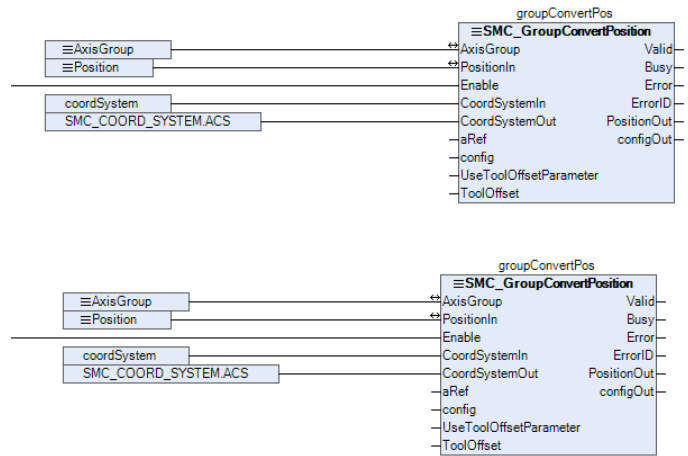 groupConvertPos
SMC_GroupConvertPosition
AxisGroup AxisGroup Valid
Position PositionIn Busy
Enable Error
coordSystem CoordSystemIn ErrorID
SMC_COORD_SYSTEM.ACS CoordSystemOut PositionOut
aRef configOut
config
UseToolOffsetParameter
ToolOffset
groupConvertPos
SMC_GroupConvertPosition
AxisGroup AxisGroup Valid
Position PositionIn Busy
Enable Error
coordSystem CoordSystemIn ErrorID
SMC_COORD_SYSTEM.ACS CoordSystemOut PositionOut
aRef configOut
config
UseToolOffsetParameter
ToolOffset